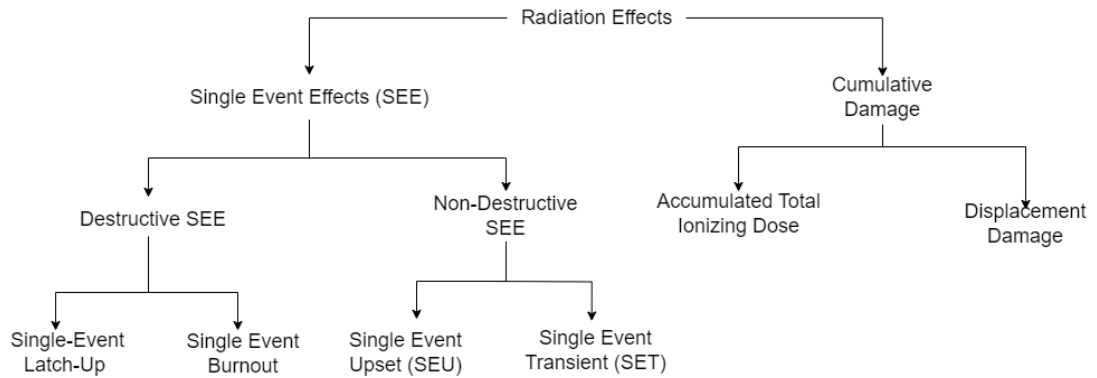 Radiation Effects
Single Event Effects (SEE)
Cumulative
Damage
Destructive SEE
Non-Destructive
SEE
Accumulated Total
Ionizing Dose
Displacement
Damage
Single-Event
Latch-Up
Single Event
Burnout
Single Event
Upset (SEU)
Single Event
Transient (SET)